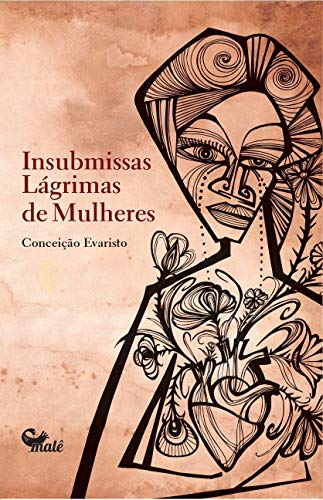 Insubmissas
Lágrimas
de Mulheres
Conceição Evaristo
malê